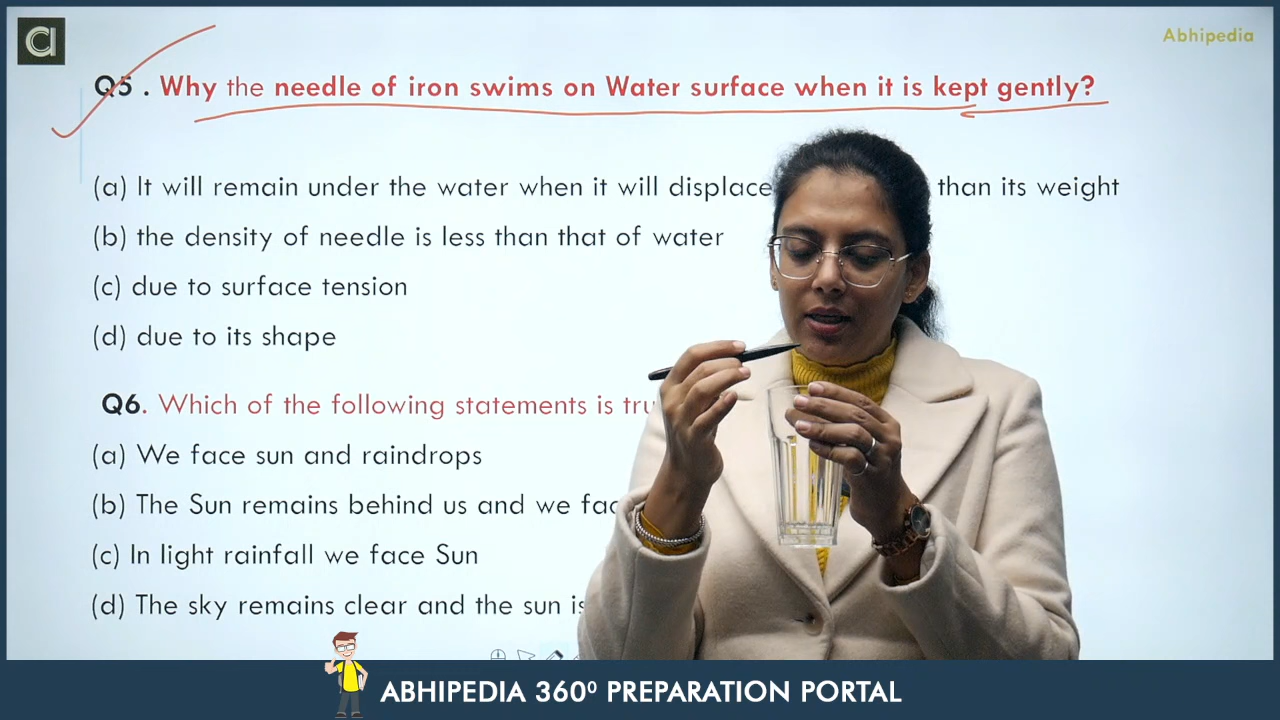 Abhipedia
Q5 . Why the needle of iron swims on Water surface when it is kept gently?
(a) It will remain under the water when it will displace than its weight
(b) the density of needle is less than that of water
(c) due to surface tension
(d) due to its shape
Q6. Which of the following statements is
(a) We face sun and raindrops
(b) The Sun remains behind us and we
(c) In light rainfall we face Sun
(d) The sky remains clear and the sun is
ABHIPEDIA 360⁰ PREPARATION PORTAL